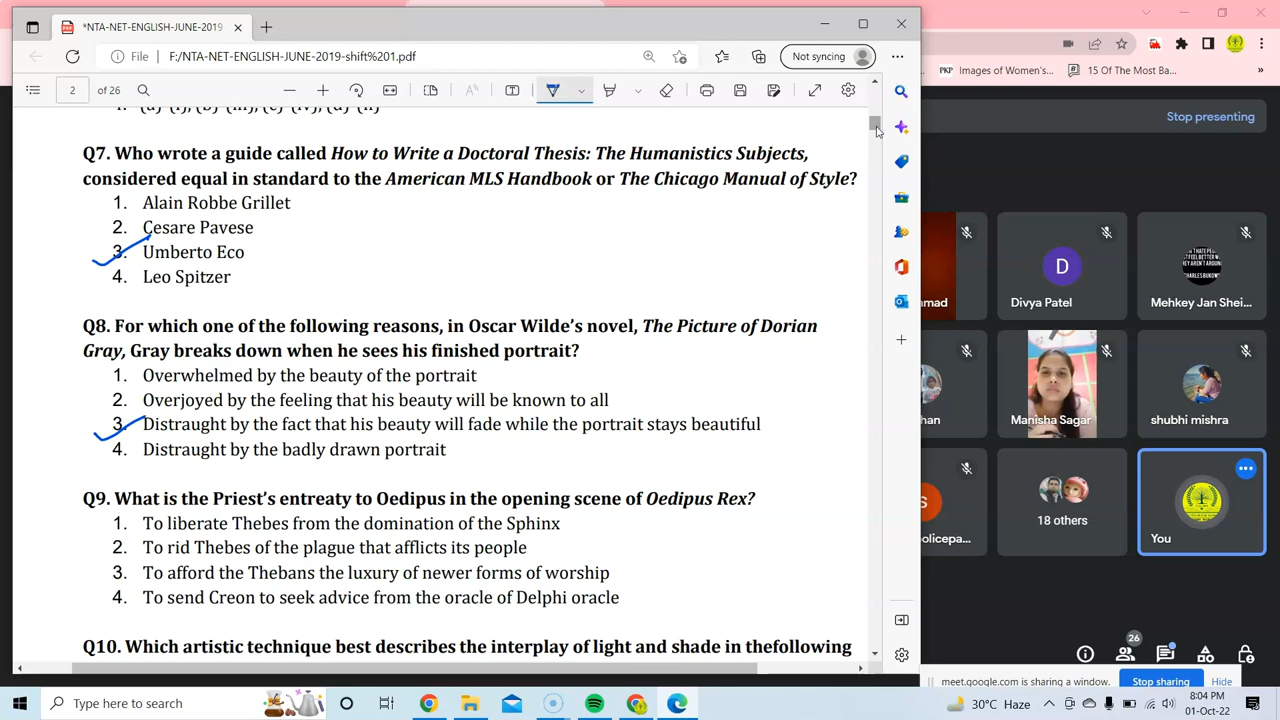 *NTA-NET-ENGLISH-JUNE-2019-
File
F:/NTA-NET-ENGLISH-JUNE-2019-shift%201.pdf
Not syncing
PKP
Images of Women's...
15 Of The Most Ba...
2
of 26
Stop presenting
Q7. Who wrote a guide called How to Write a Doctoral Thesis: The Humanistics Subjects,
considered equal in standard to the American MLS Handbook or The Chicago Manual of Style?
1. Alain Robbe Grillet
2. Cesare Pavese
3. Umberto Eco
4. Leo Spitzer
Q8. For which one of the following reasons, in Oscar Wilde's novel, The Picture of Dorian
Gray, Gray breaks down when he sees his finished portrait?
1. Overwhelmed by the beauty of the portrait
2. Overjoyed by the feeling that his beauty will be known to all
3. Distraught by the fact that his beauty will fade while the portrait stays beautiful
4. Distraught by the badly drawn portrait
Q9. What is the Priest's entreaty to Oedipus in the opening scene of Oedipus Rex?
1. To liberate Thebes from the domination of the Sphinx
2. To rid Thebes of the plague that afflicts its people
3. To afford the Thebans the luxury of newer forms of worship
4. To send Creon to seek advice from the oracle of Delphi oracle
Q10. Which artistic technique best describes the interplay of light and shade in thefollowing
mad
D
Divya Patel
Mehkey Jan Shei...
han
Manisha Sagar
shubhi mishra
S
olicepa...
18 others
You
26
meet.google.com is sharing a window.
Stop sharing
Hide
Type here to search
30°C Haze
ENG
8:04 PM
01-Oct-22